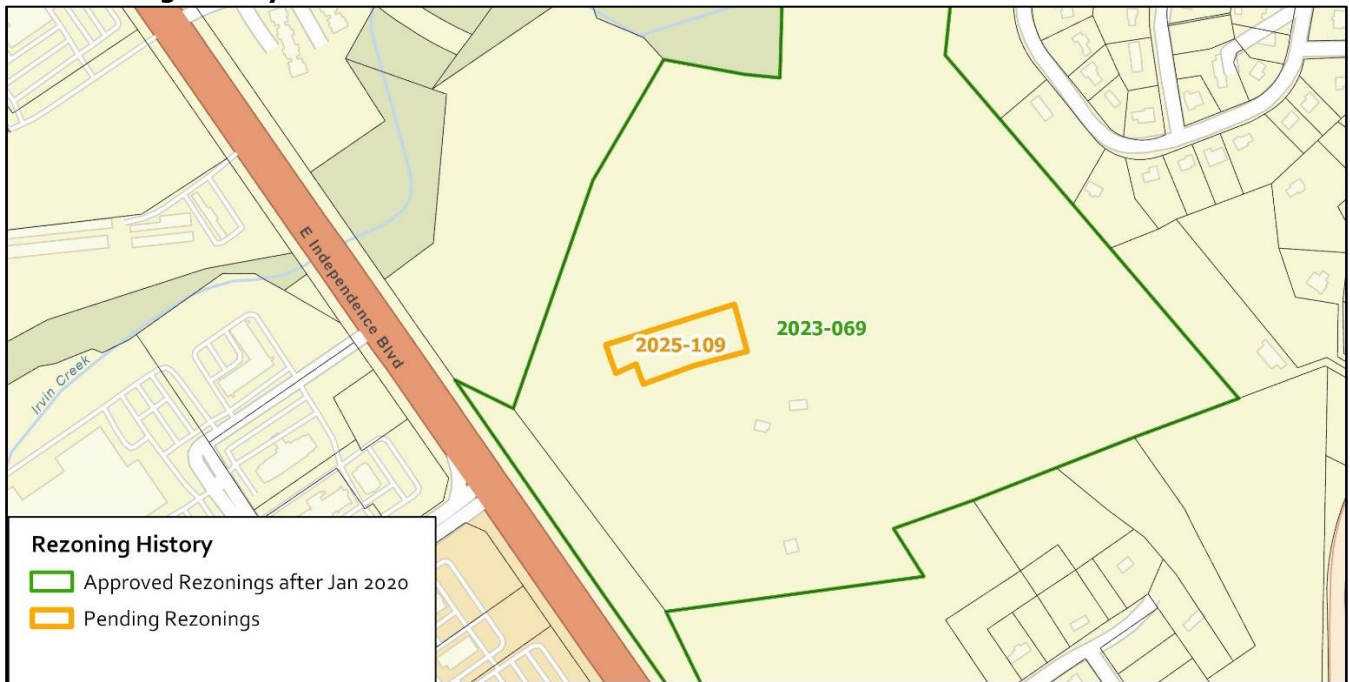 E Independence Blvd
2023-069
2025-109
Irvin Creek
Rezoning History
Approved Rezonings after Jan 2020
Pending Rezonings